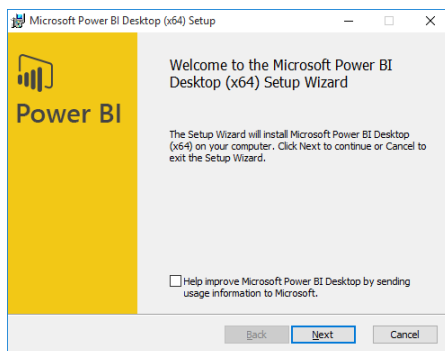 Microsoft Power BI Desktop (x64) Setup
Power BI
Welcome to the Microsoft Power BI
Desktop (x64) Setup Wizard
The Setup Wizard will install Microsoft Power BI Desktop
(x64) on your computer. Click Next to continue or Cancel to
exit the Setup Wizard.
Help improve Microsoft Power BI Desktop by sending
usage information to Microsoft.
Back Next Cancel